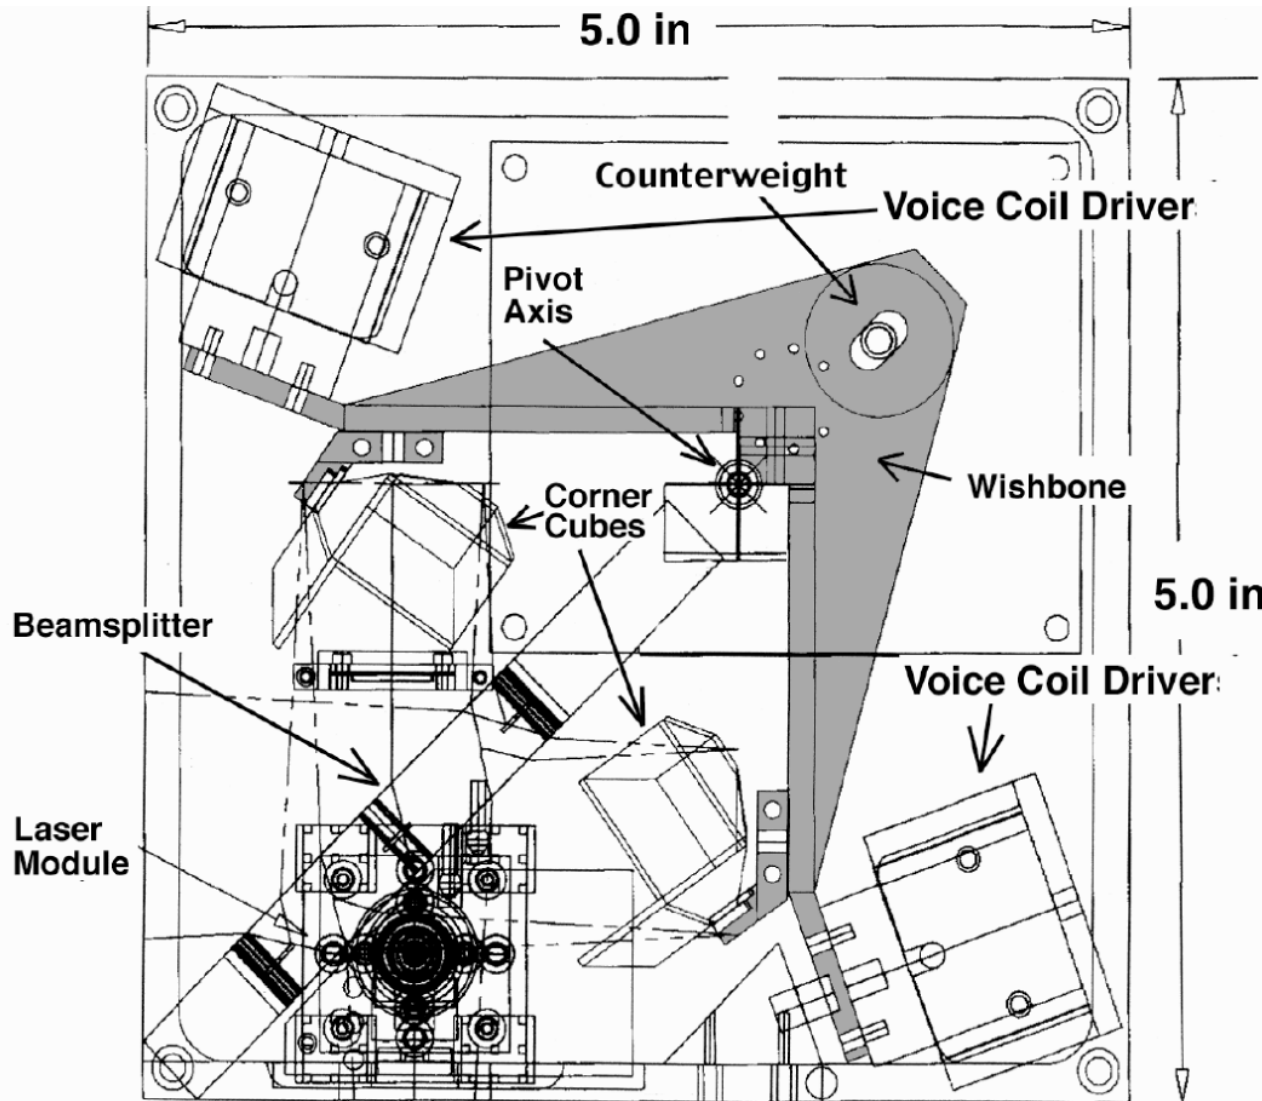 5.0 in
Counterweight
Voice Coil Driver
Pivot
Axis
Corner
Cubes
Wishbone
5.0 in
Beamsplitter
Voice Coil Driver
Laser
Module